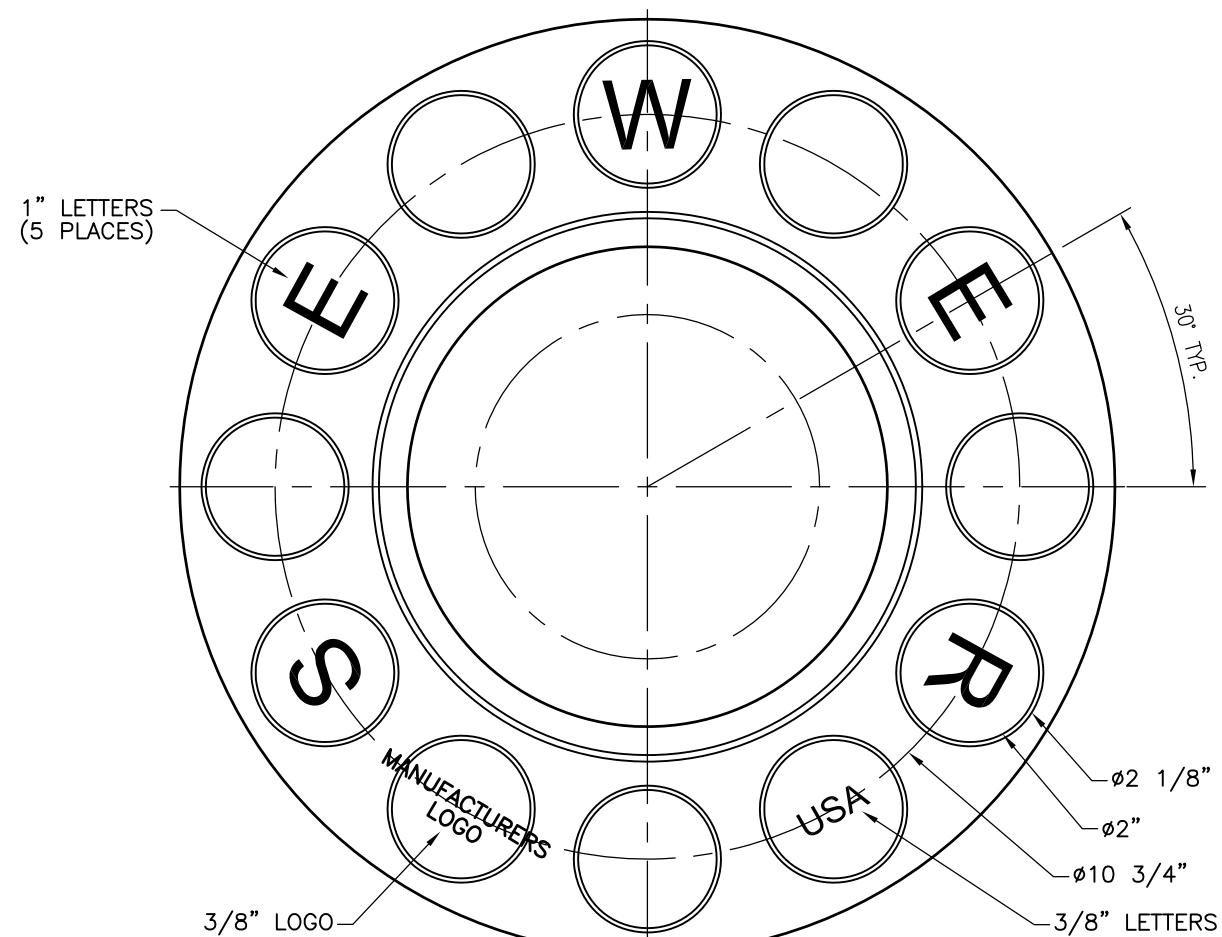 W
1” LETTERS
(5 PLACES)
E
E
30° TYP.
S
R
MANUFACTURERS
LOGO
USA
ø2 1/8”
ø2”
ø10 3/4”
3/8” LOGO
3/8” LETTERS